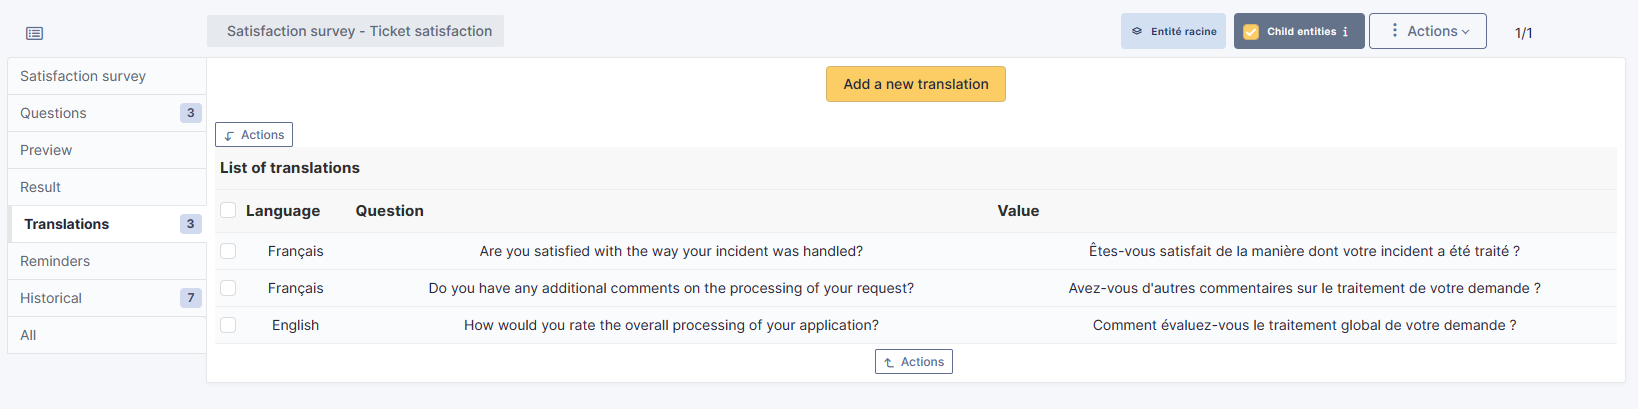 Satisfaction survey - Ticket satisfaction
Entité racine
Child entities i
Actions
1/1
Satisfaction survey
Questions 3
Preview
Result
Translations 3
Reminders
Historical 7
All
Add a new translation
Actions
List of translations
Language Question Value
Français Are you satisfied with the way your incident was handled? Êtes-vous satisfait de la manière dont votre incident a été traité ?
Français Do you have any additional comments on the processing of your request? Avez-vous d'autres commentaires sur le traitement de votre demande ?
English How would you rate the overall processing of your application? Comment évaluez-vous le traitement global de votre demande ?
Actions